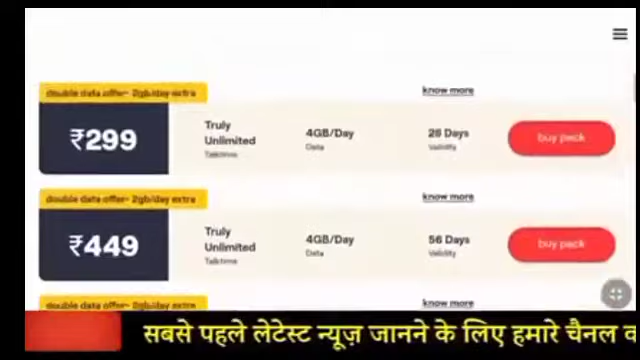 double data offer- 2gb/day extra
know more
₹299
Truly
Unlimited
Talktime
4GB/Day
Data
28 Days
Validity
buy pack
double data offer- 2gb/day extra
know more
₹449
Truly
Unlimited
Talktime
4GB/Day
Data
56 Days
Validity
buy pack
double data offer- 2gb/day extra
know more
सबसे पहले लेटेस्ट न्यूज़ जानने के लिए हमारे चैनल क